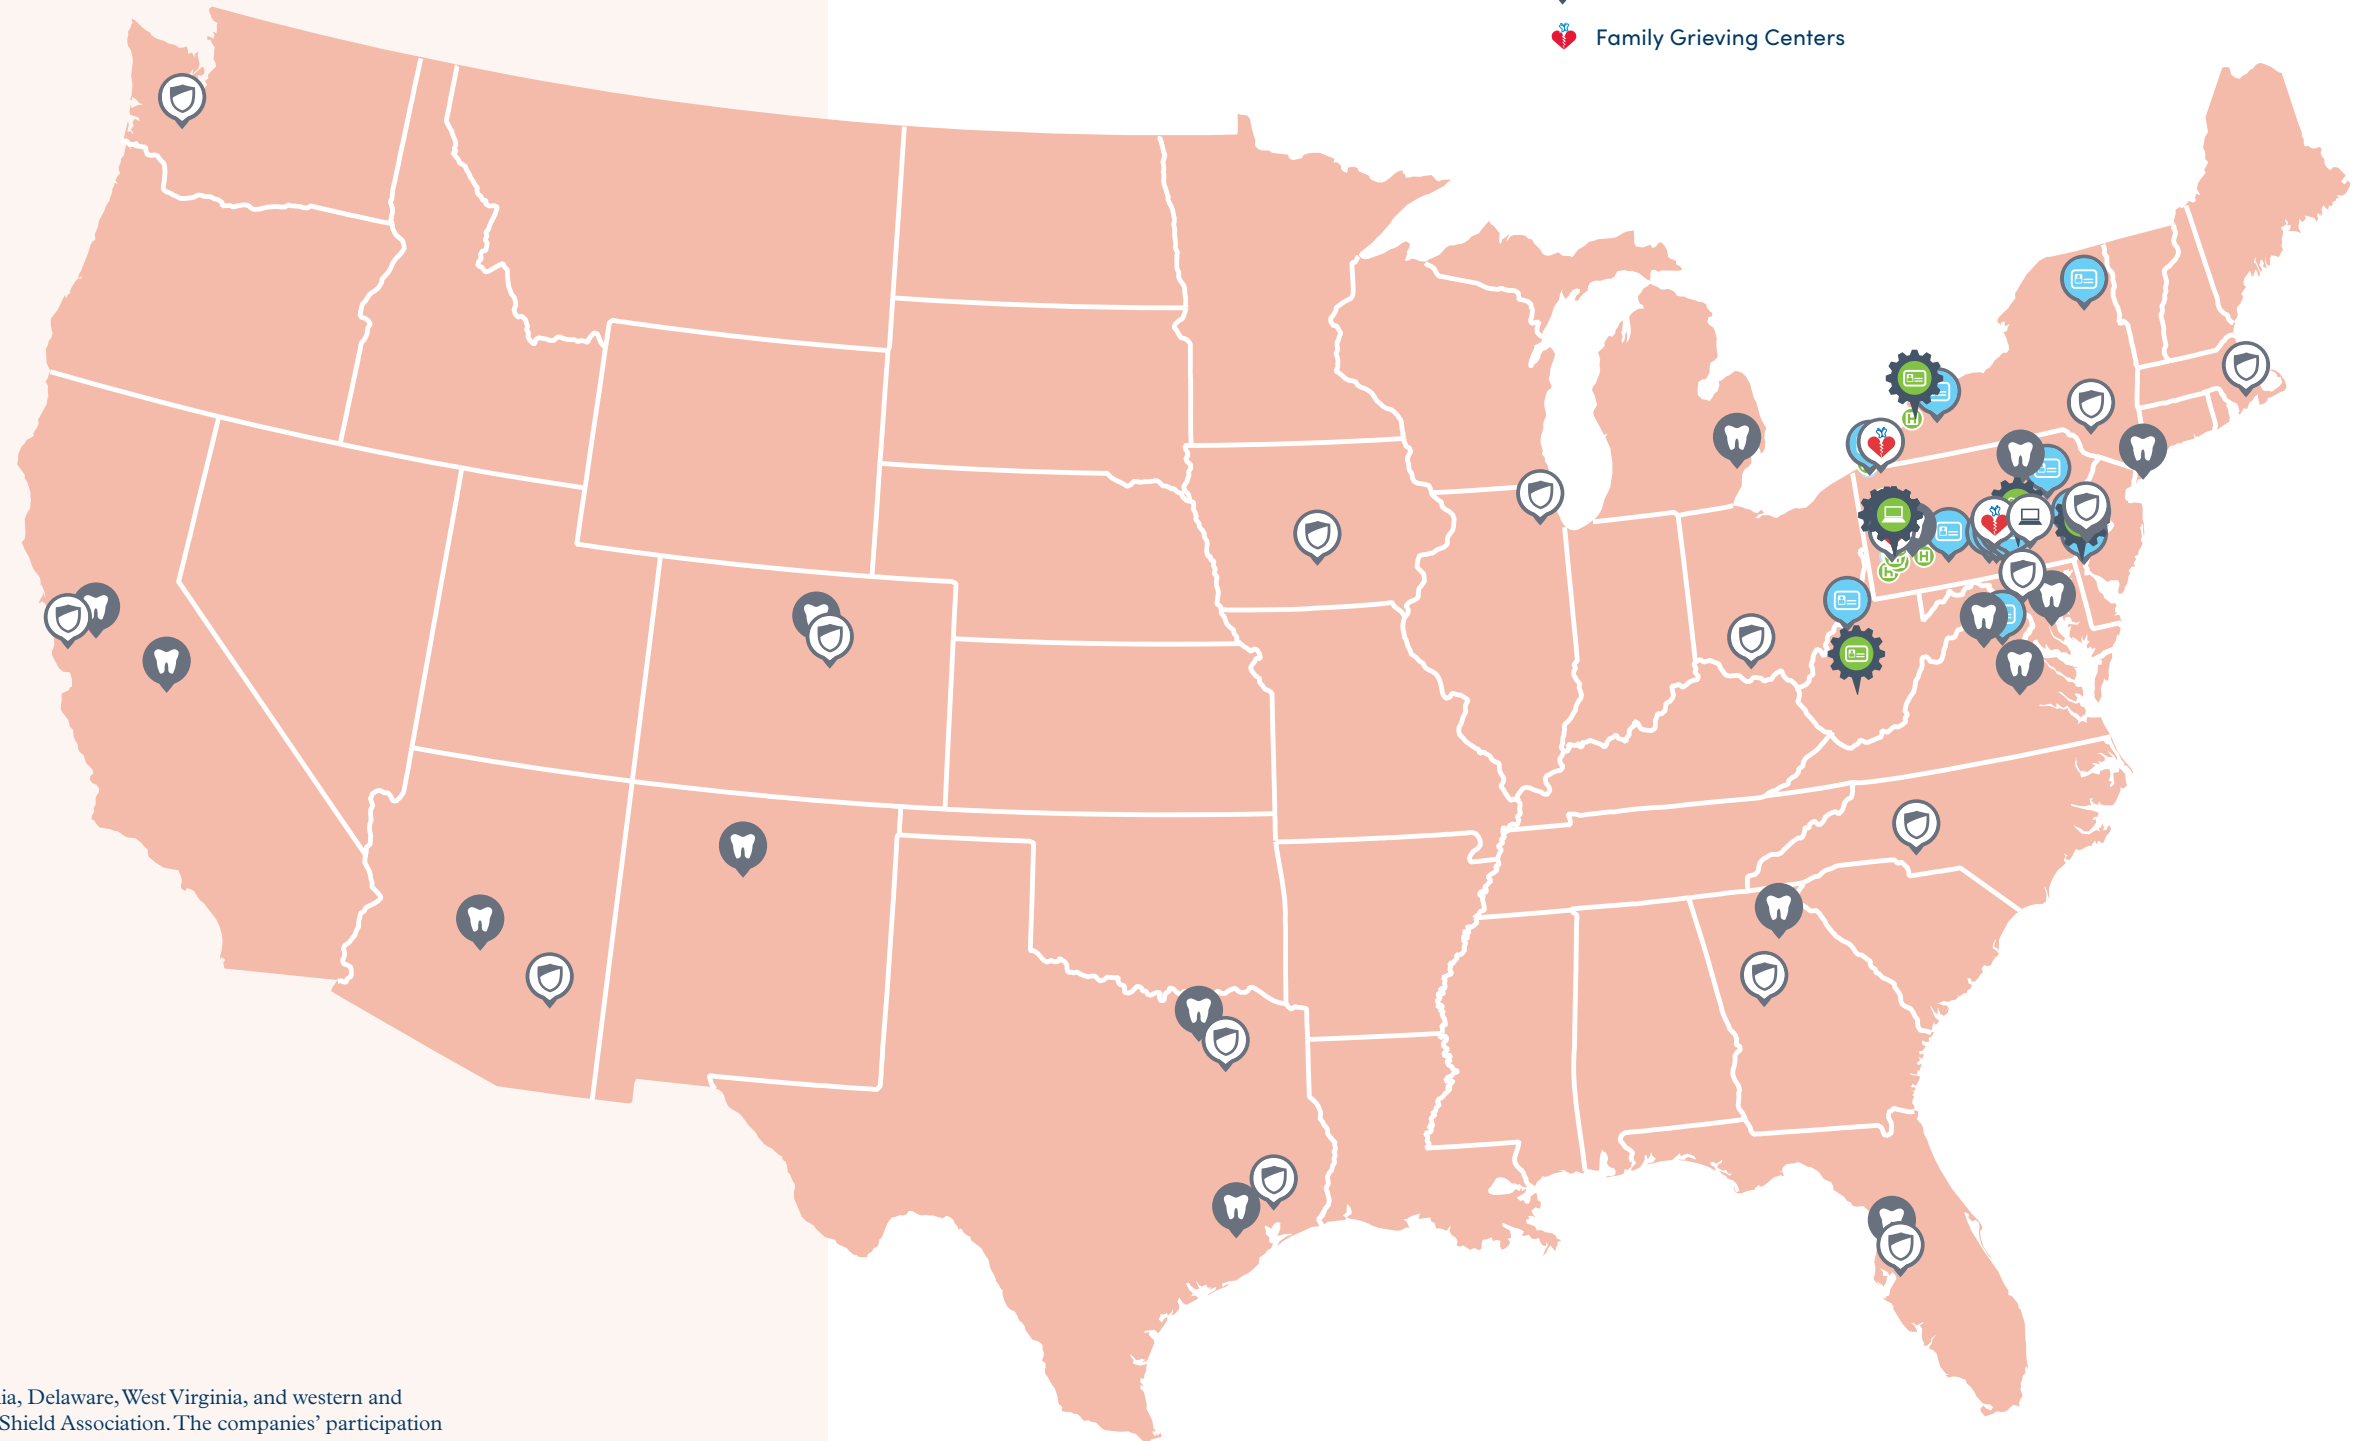 Family Grieving Centers
H
H
H
ia, Delaware, West Virginia, and western and
Shield Association. The companies’ participation